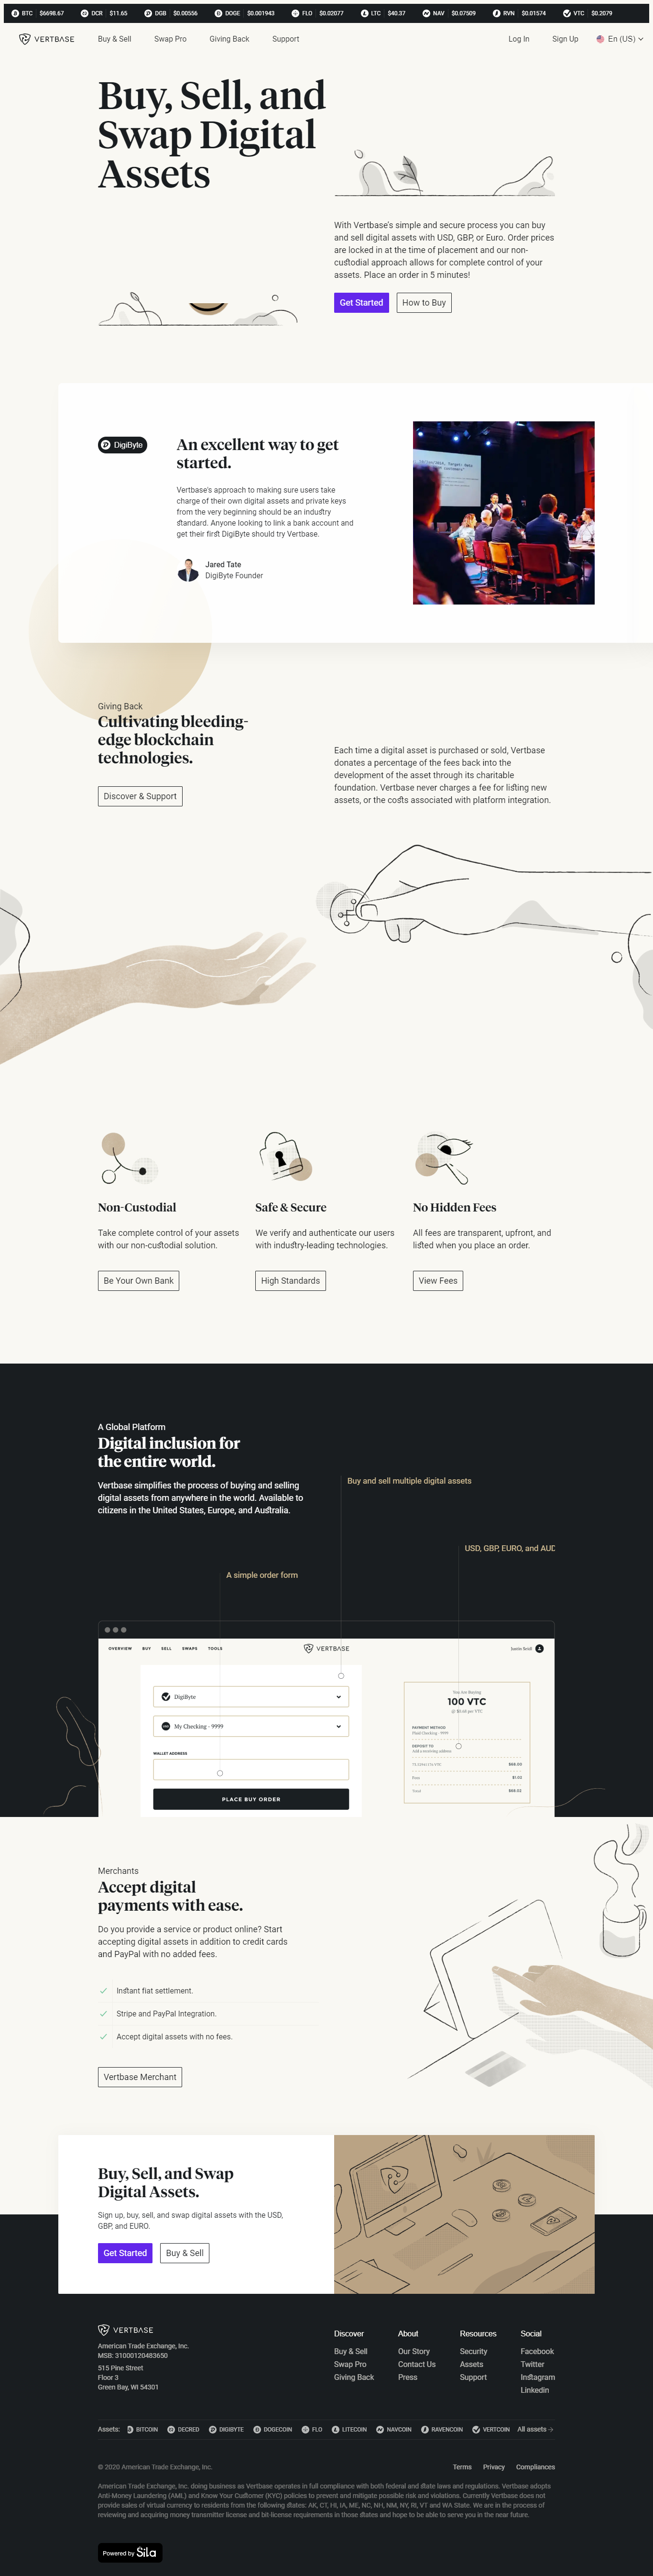 BTC $6698.67 DCR $11.65 DGB $0.00556 DOGE $0.001943 FLO $0.02077 LTC $40.37 NAV $0.07509 RVN $0.01574 VTC $0.2079
VERTBASE Buy & Sell Swap Pro Giving Back Support Log In Sign Up En (US)
Buy, Sell, and
Swap Digital
Assets
With Vertbase's simple and secure process you can buy
and sell digital assets with USD, GBP, or Euro. Order prices
are locked in at the time of placement and our non-
custodial approach allows for complete control of your
assets. Place an order in 5 minutes!
Get Started How to Buy
DigiByte
An excellent way to get
started.
Vertbase's approach to making sure users take
charge of their own digital assets and private keys
from the very beginning should be an industry
standard. Anyone looking to link a bank account and
get their first DigiByte should try Vertbase.
Jared Tate
DigiByte Founder
Giving Back
Cultivating bleeding-
edge blockchain
technologies.
Discover & Support
Each time a digital asset is purchased or sold, Vertbase
donates a percentage of the fees back into the
development of the asset through its charitable
foundation. Vertbase never charges a fee for listing new
assets, or the costs associated with platform integration.
Non-Custodial
Take complete control of your assets
with our non-custodial solution.
Be Your Own Bank
Safe & Secure
We verify and authenticate our users
with industry-leading technologies.
High Standards
No Hidden Fees
All fees are transparent, upfront, and
listed when you place an order.
View Fees
A Global Platform
Digital inclusion for
the entire world.
Vertbase simplifies the process of buying and selling
digital assets from anywhere in the world. Available to
citizens in the United States, Europe, and Australia.
Buy and sell multiple digital assets
USD, GBP, EURO, and AUD
A simple order form
OVERVIEW BUY SELL SWAPS TOOLS VERTBASE
DigiByte
My Checking - 9999
WALLET ADDRESS
PLACE BUY ORDER
You Are Buying
100 VTC
@ $0.68 per VTC
PAYMENT METHOD
Plaid Checking - 9999
DEPOSIT TO
Add a receiving address
$68.00
Fees $1.02
Total $69.02
Merchants
Accept digital
payments with ease.
Do you provide a service or product online? Start
accepting digital assets in addition to credit cards
and PayPal with no added fees.
Instant fiat settlement.
Stripe and PayPal Integration.
Accept digital assets with no fees.
Vertbase Merchant
Buy, Sell, and Swap
Digital Assets.
Sign up, buy, sell, and swap digital assets with the USD,
GBP, and EURO.
Get Started Buy & Sell
VERTBASE
American Trade Exchange, Inc.
MSB: 31000120483650
515 Pine Street
Floor 3
Green Bay, WI 54301
Discover
Buy & Sell
Swap Pro
Giving Back
About
Our Story
Contact Us
Press
Resources
Security
Assets
Support
Social
Facebook
Twitter
Instagram
Linkedin
Assets: BITCOIN DECRED DIGIBYTE DOGECOIN FLO LITECOIN NAVCOIN RAVENCOIN VERTCOIN All assets →
© 2020 American Trade Exchange, Inc. Terms Privacy Compliances
American Trade Exchange, Inc. doing business as Vertbase operates in full compliance with both federal and state laws and regulations. Vertbase adopts
Anti-Money Laundering (AML) and Know Your Customer (KYC) policies to prevent and mitigate possible risk and violations. Currently Vertbase does not
provide sales of virtual currency to residents from the following states: AK, CT, HI, IA, ME, NC, NH, NM, NY, RI, VT and WA State. We are in the process of
reviewing and acquiring money transmitter license and bit-license requirements in those states and hope to be able to serve you in the near future.
Powered by Sila